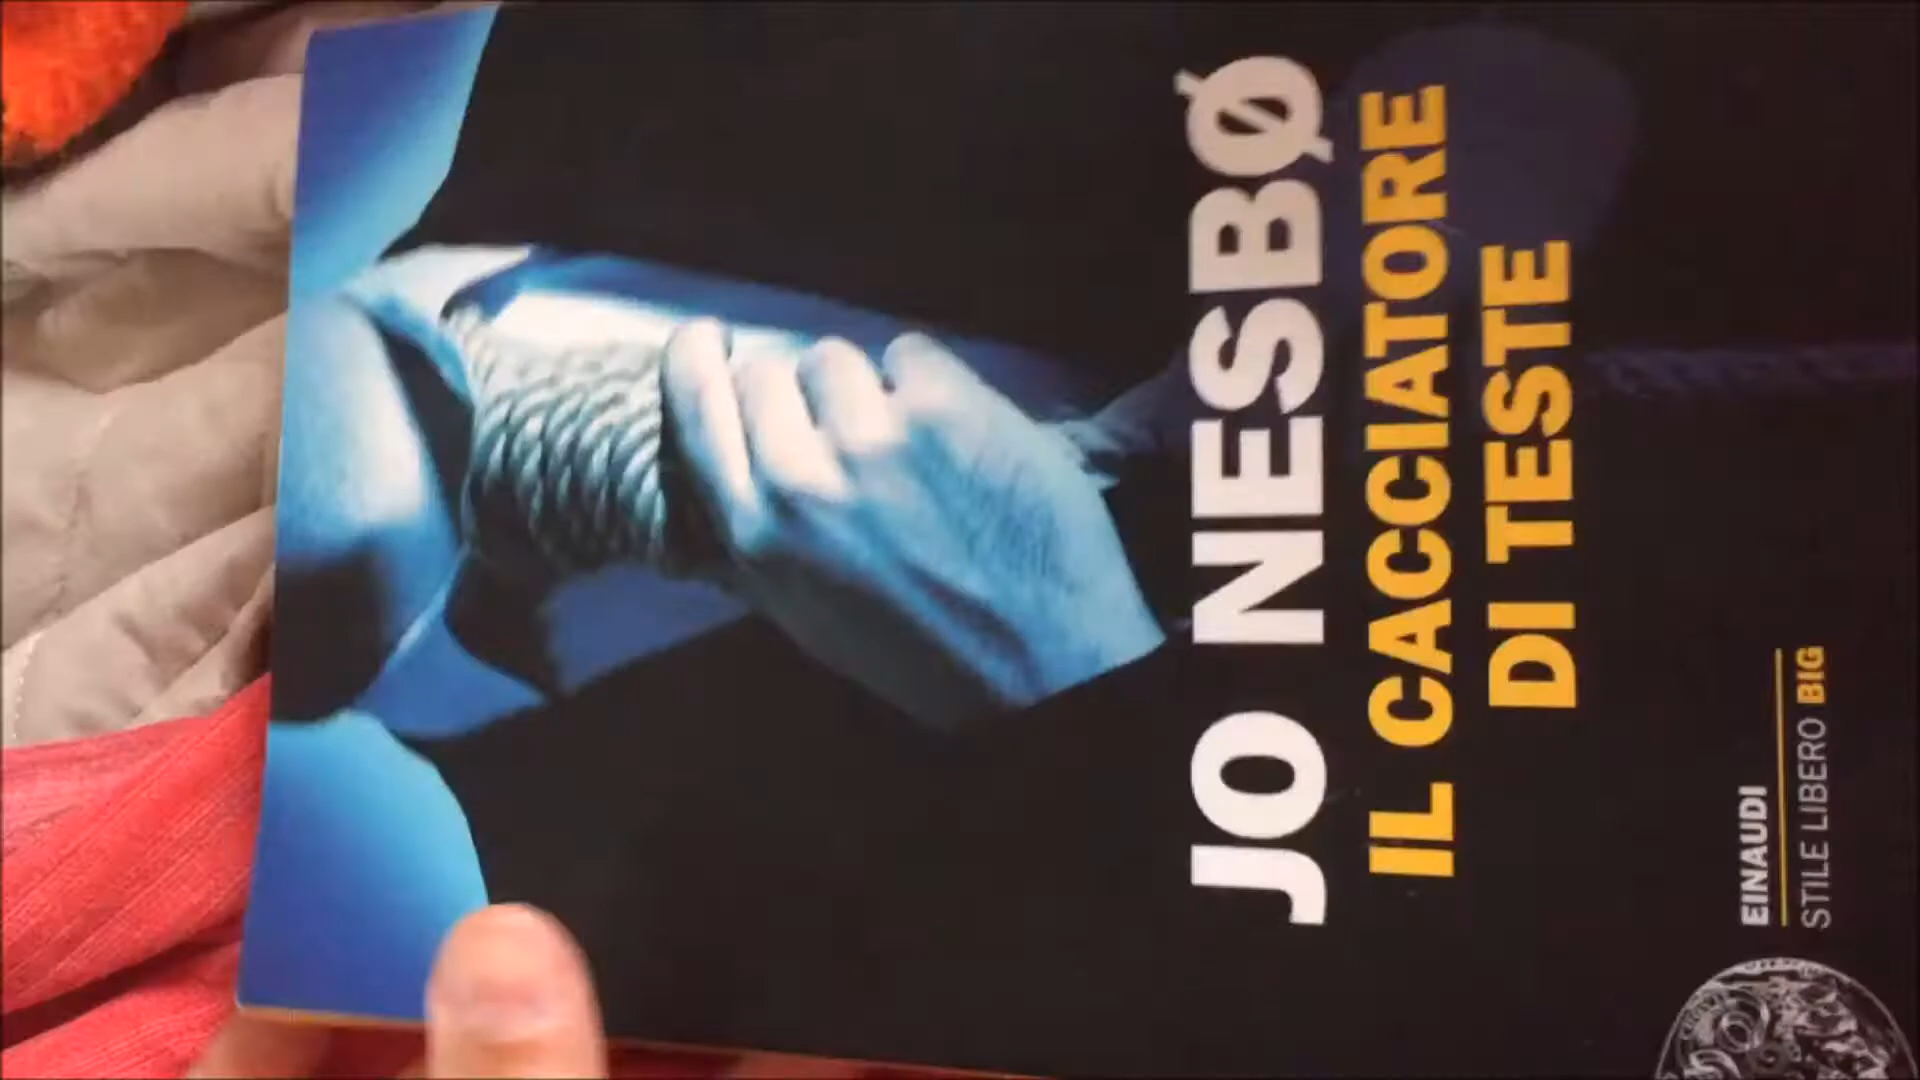 JO NESBØ
IL CACCIATORE
DI TESTE
EINAUDI
STILE LIBERO BIG